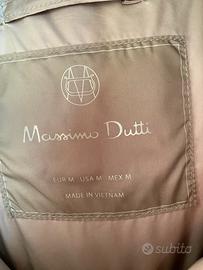 Massimo Dutti
EUR M USA M MEX M
MADE IN VIETNAM
subito